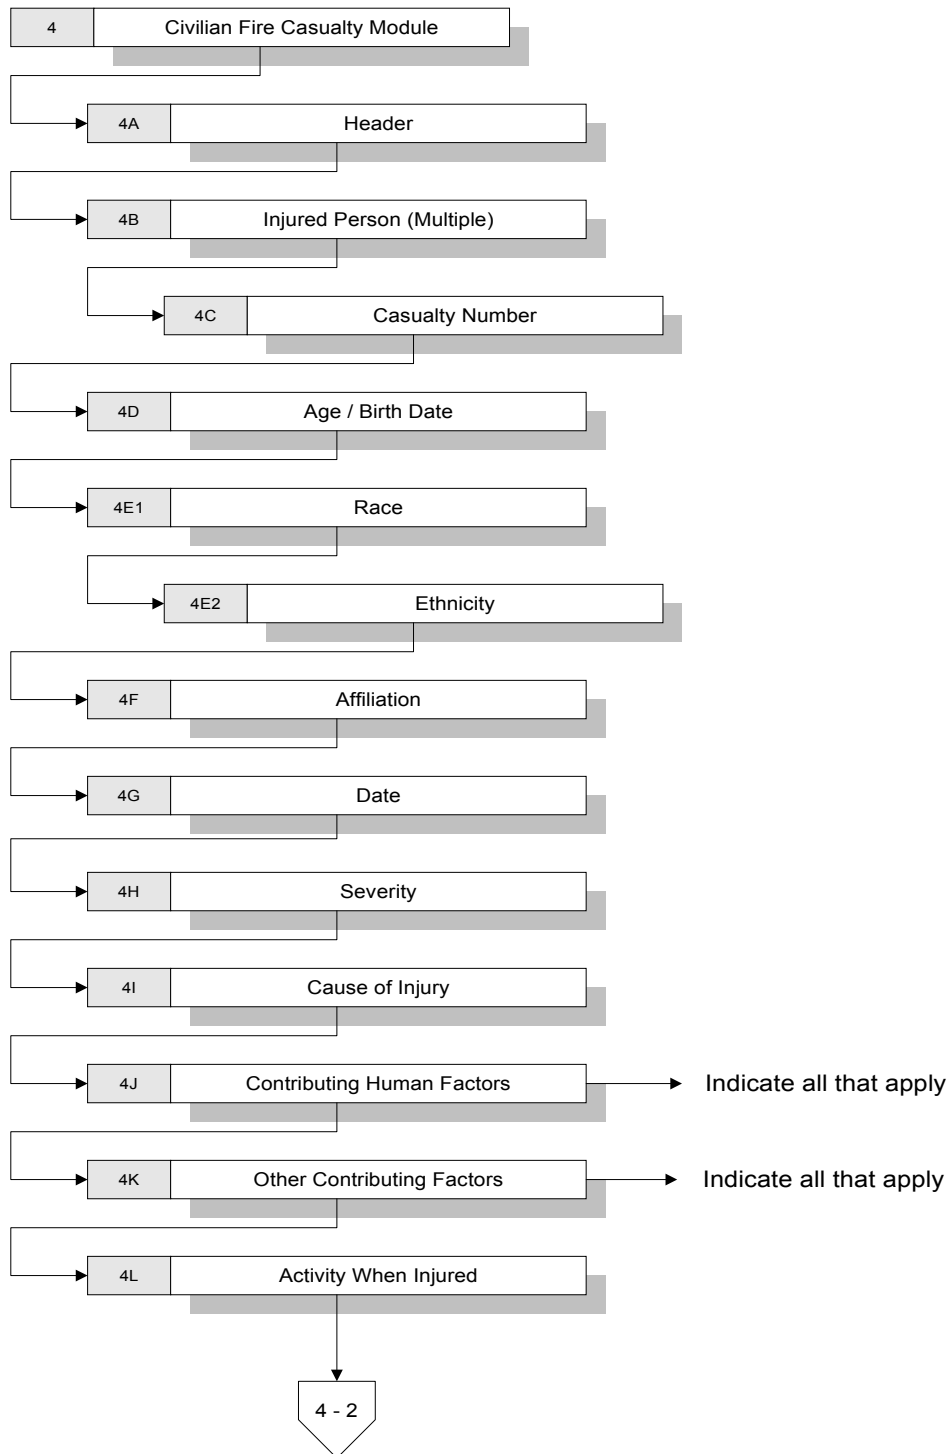 4 Civilian Fire Casualty Module
4A Header
4B Injured Person (Multiple)
4C Casualty Number
4D Age / Birth Date
4E1 Race
4E2 Ethnicity
4F Affiliation
4G Date
4H Severity
4I Cause of Injury
4J Contributing Human Factors Indicate all that apply
4K Other Contributing Factors Indicate all that apply
4L Activity When Injured
4 - 2